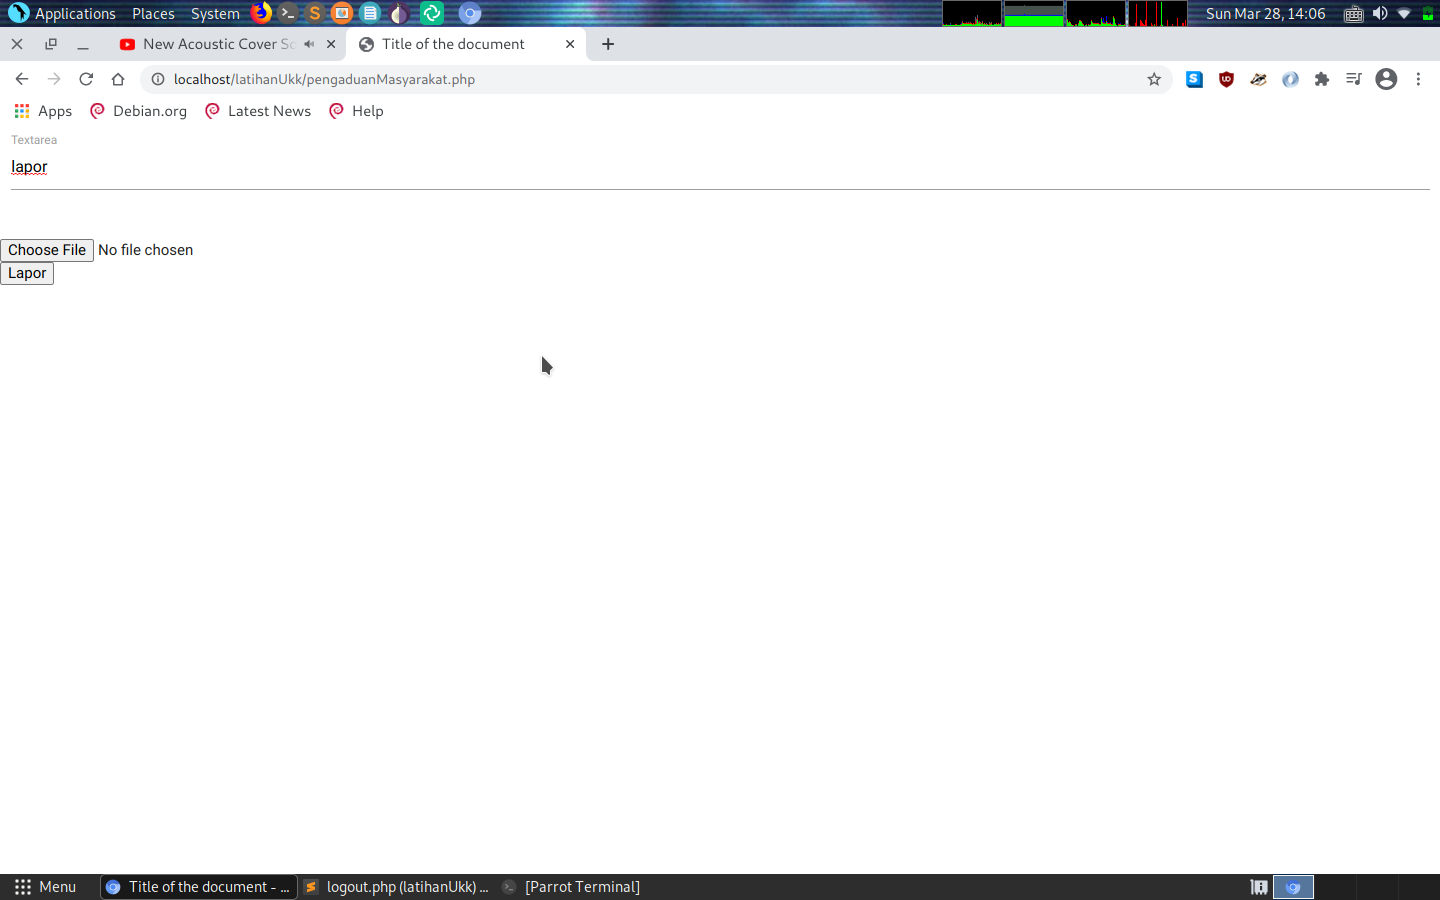 Applications Places System Sun Mar 28, 14:06
New Acoustic Cover So Title of the document
localhost/latihanUkk/pengaduanMasyarakat.php
Apps Debian.org Latest News Help
Textarea
lapor
Choose File No file chosen
Lapor
Menu Title of the document - ... logout.php (latihanUkk) ... [Parrot Terminal]